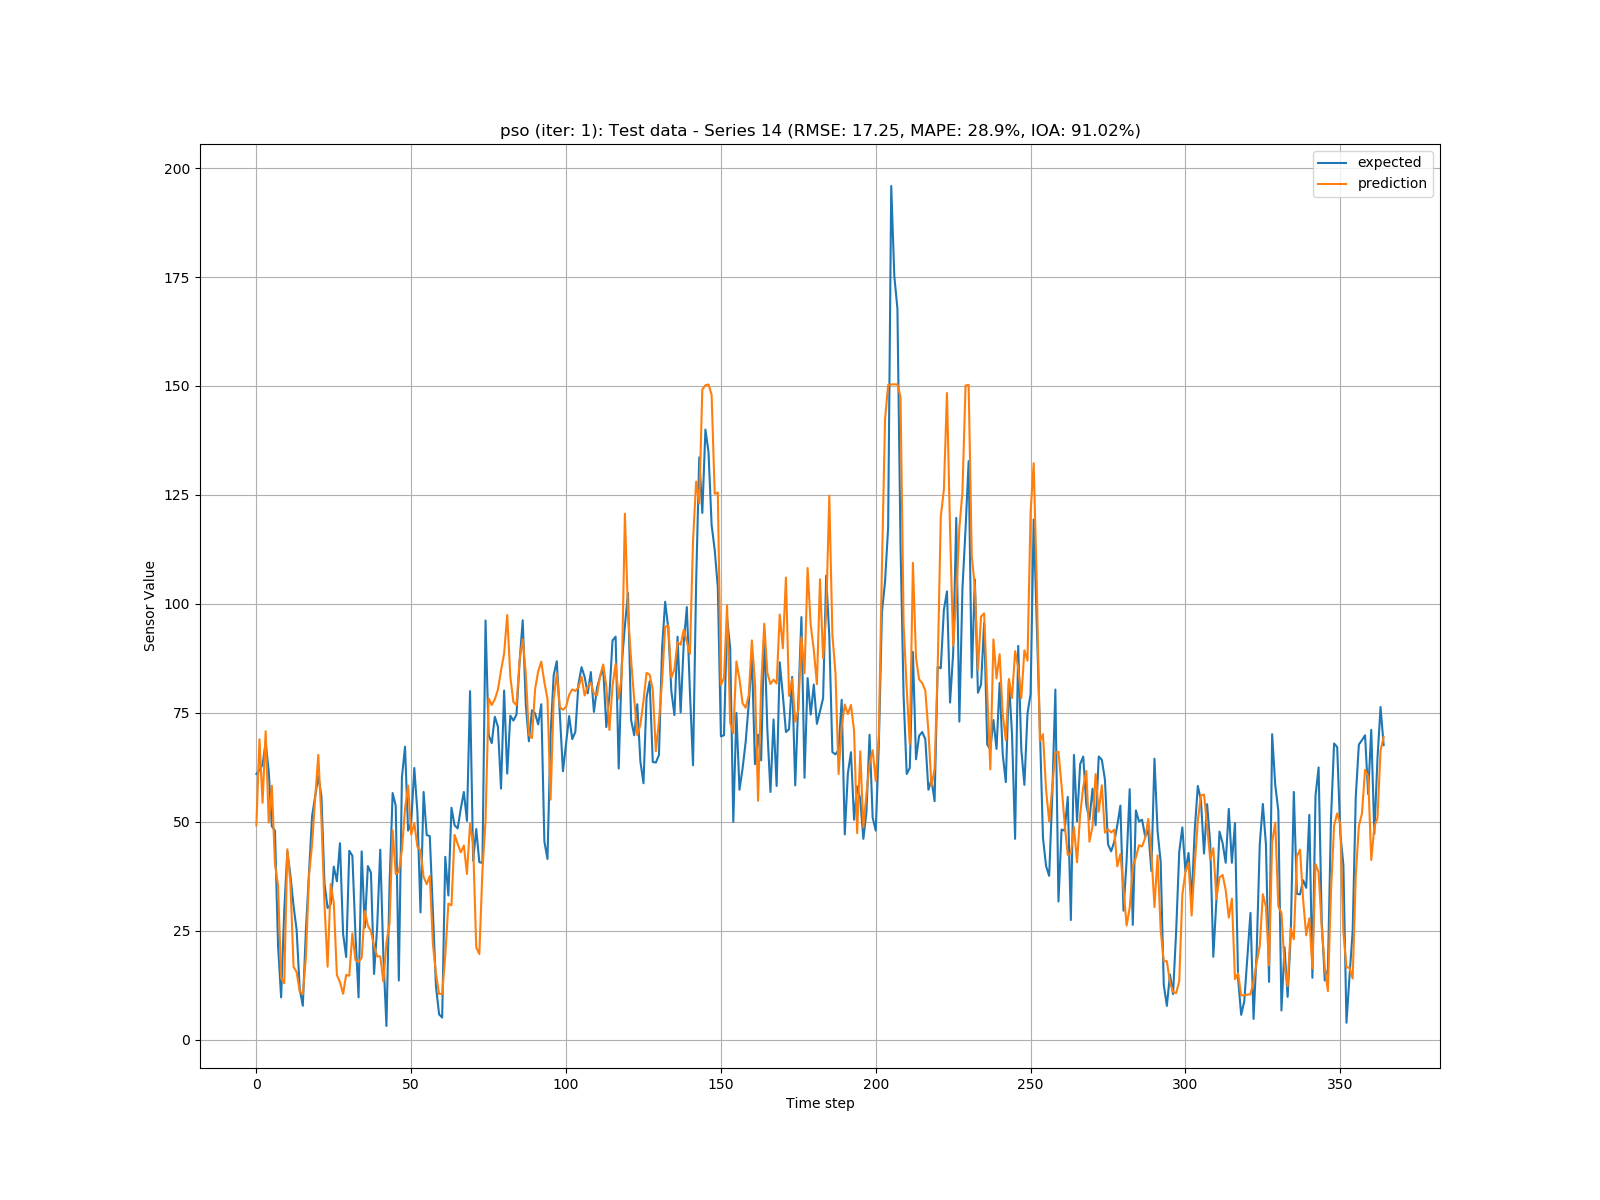 pso (iter: 1): Test data - Series 14 (RMSE: 17.25, MAPE: 28.9%, IOA: 91.02%)
expected
prediction
200
175
150
125
100
75
50
25
0
Sensor Value
0 50 100 150 200 250 300 350
Time step